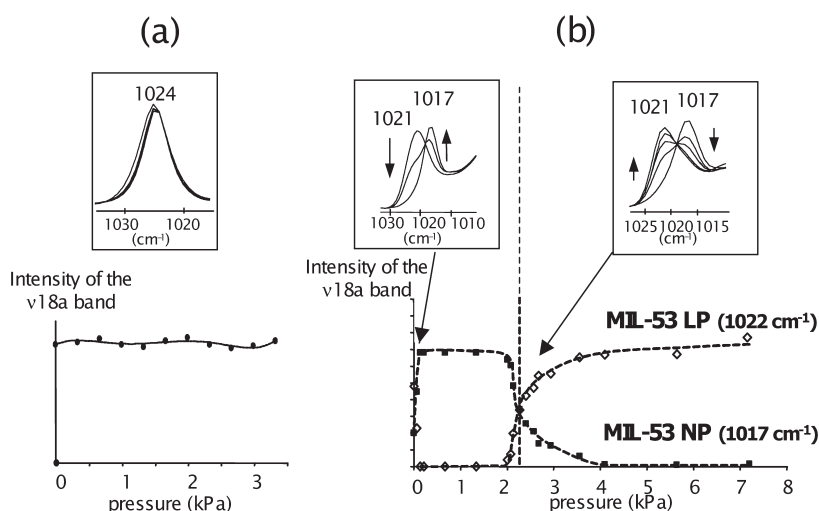 (a)
1024
1030 1020
(cm⁻¹)
Intensity of the
ν18a band
0 1 2 3
pressure (kPa)
(b)
1017
1021
1030 1020 1010
(cm⁻¹)
1021 1017
1025 1020 1015
(cm⁻¹)
Intensity of the
ν18a band
MIL-53 LP (1022 cm⁻¹)
MIL-53 NP (1017 cm⁻¹)
0 1 2 3 4 5 6 7 8
pressure (kPa)